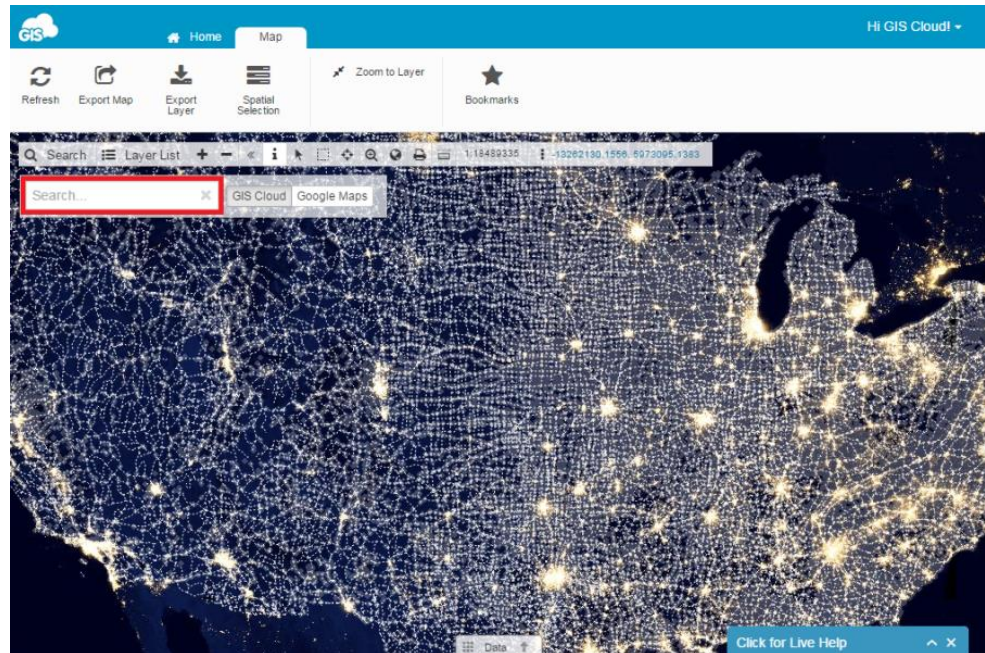 GIS
Home
Map
Hi GIS Cloud!
Refresh
Export Map
Export
Layer
Spatial
Selection
Zoom to Layer
Bookmarks
Search
Layer List
1:18489335
-13262130.1556, 5973095.1383
Search...
GIS Cloud
Google Maps
Data
Click for Live Help